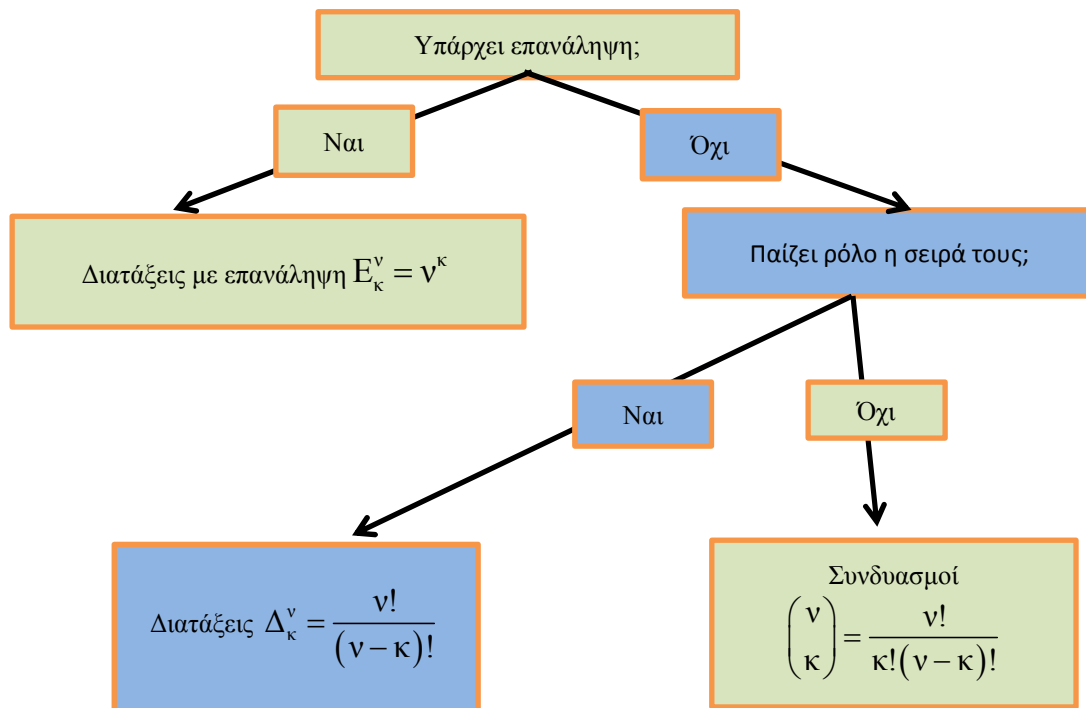 Υπάρχει επανάληψη;
Ναι
Όχι
Διατάξεις με επανάληψη Ε^ν_κ = ν^κ
Παίζει ρόλο η σειρά τους;
Ναι
Όχι
Διατάξεις Δ^ν_κ = ν! / (ν − κ)!
Συνδυασμοί
(ν κ) = ν! / κ!(ν − κ)!